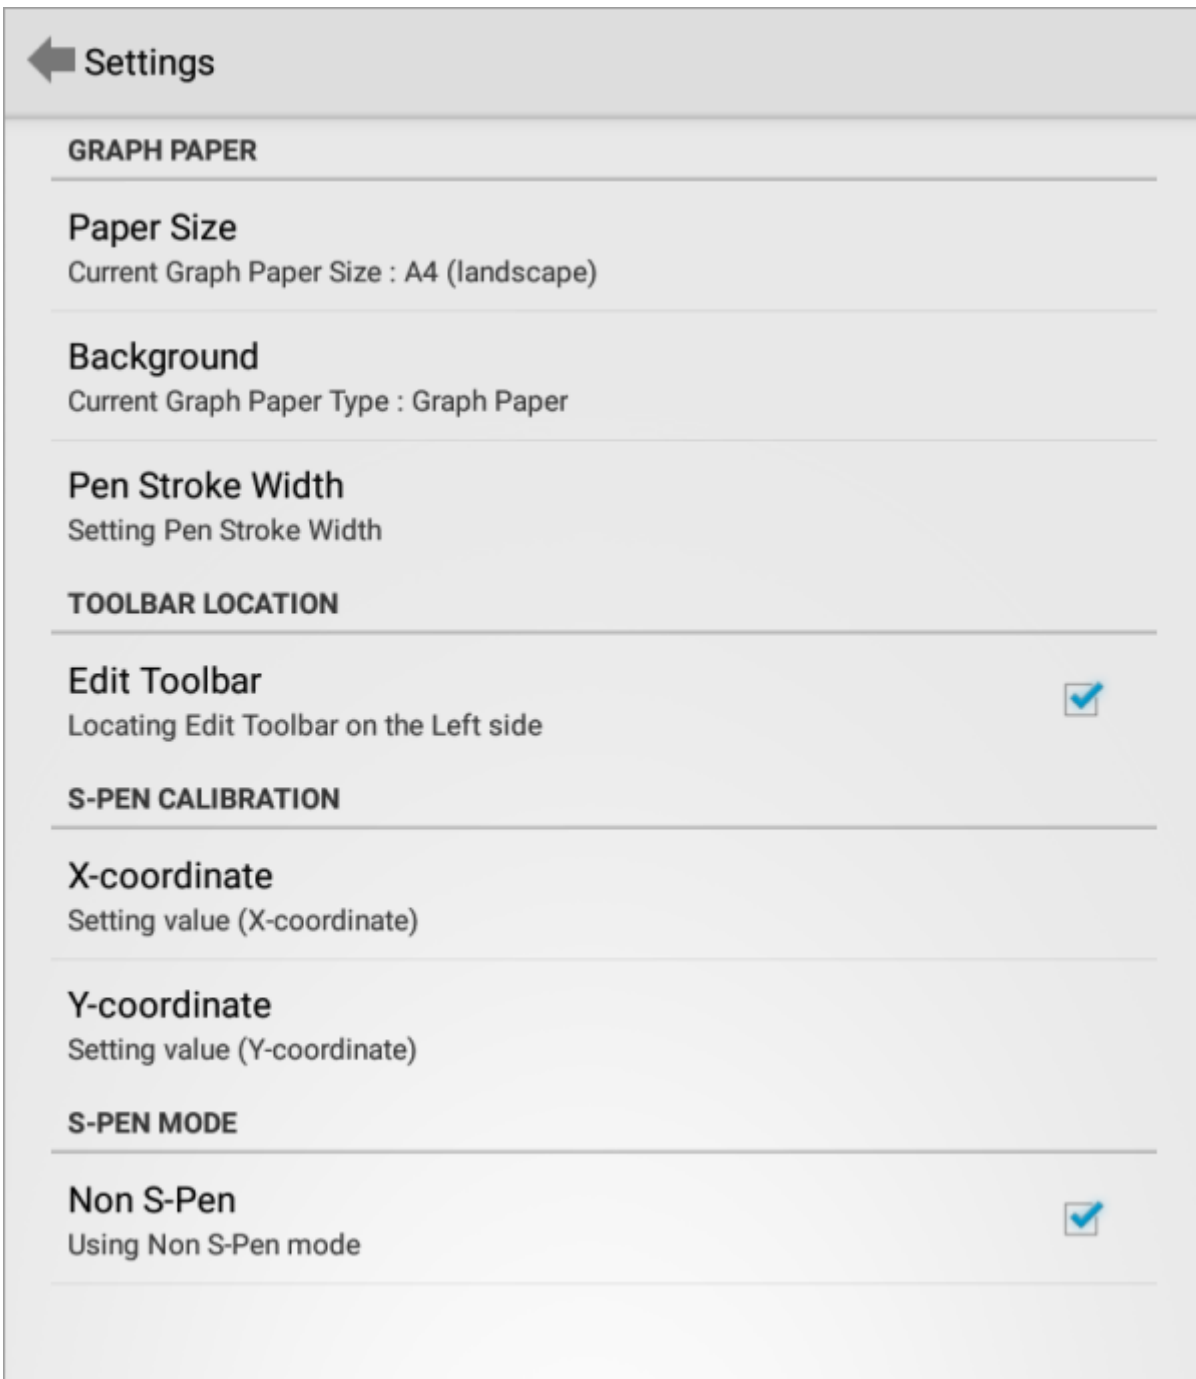 Settings
GRAPH PAPER
Paper Size
Current Graph Paper Size : A4 (landscape)
Background
Current Graph Paper Type : Graph Paper
Pen Stroke Width
Setting Pen Stroke Width
TOOLBAR LOCATION
Edit Toolbar
Locating Edit Toolbar on the Left side
S-PEN CALIBRATION
X-coordinate
Setting value (X-coordinate)
Y-coordinate
Setting value (Y-coordinate)
S-PEN MODE
Non S-Pen
Using Non S-Pen mode